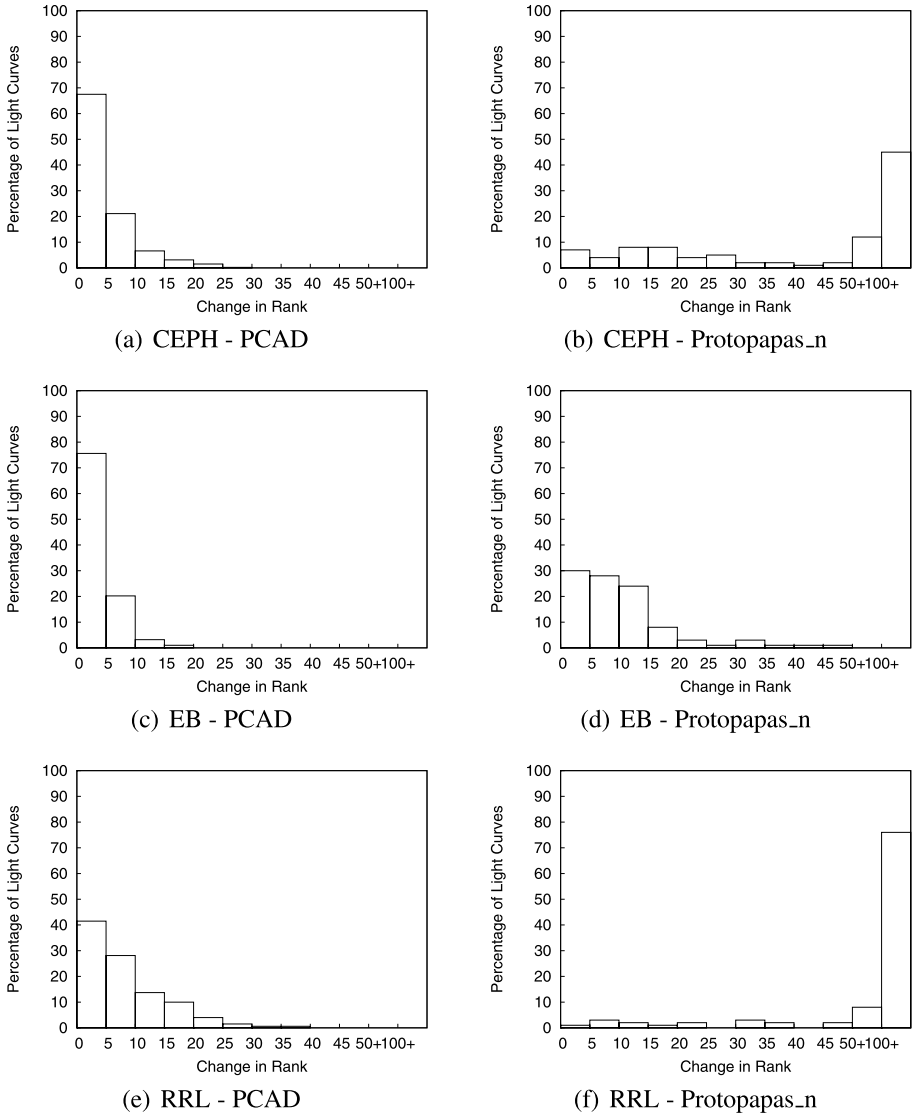 100
90
80
70
60
50
40
30
20
10
0
Percentage of Light Curves
0 5 10 15 20 25 30 35 40 45 50+100+
Change in Rank
(a) CEPH - PCAD
100
90
80
70
60
50
40
30
20
10
0
Percentage of Light Curves
0 5 10 15 20 25 30 35 40 45 50+100+
Change in Rank
(b) CEPH - Protopapas_n
100
90
80
70
60
50
40
30
20
10
0
Percentage of Light Curves
0 5 10 15 20 25 30 35 40 45 50+100+
Change in Rank
(c) EB - PCAD
100
90
80
70
60
50
40
30
20
10
0
Percentage of Light Curves
0 5 10 15 20 25 30 35 40 45 50+100+
Change in Rank
(d) EB - Protopapas_n
100
90
80
70
60
50
40
30
20
10
0
Percentage of Light Curves
0 5 10 15 20 25 30 35 40 45 50+100+
Change in Rank
(e) RRL - PCAD
100
90
80
70
60
50
40
30
20
10
0
Percentage of Light Curves
0 5 10 15 20 25 30 35 40 45 50+100+
Change in Rank
(f) RRL - Protopapas_n